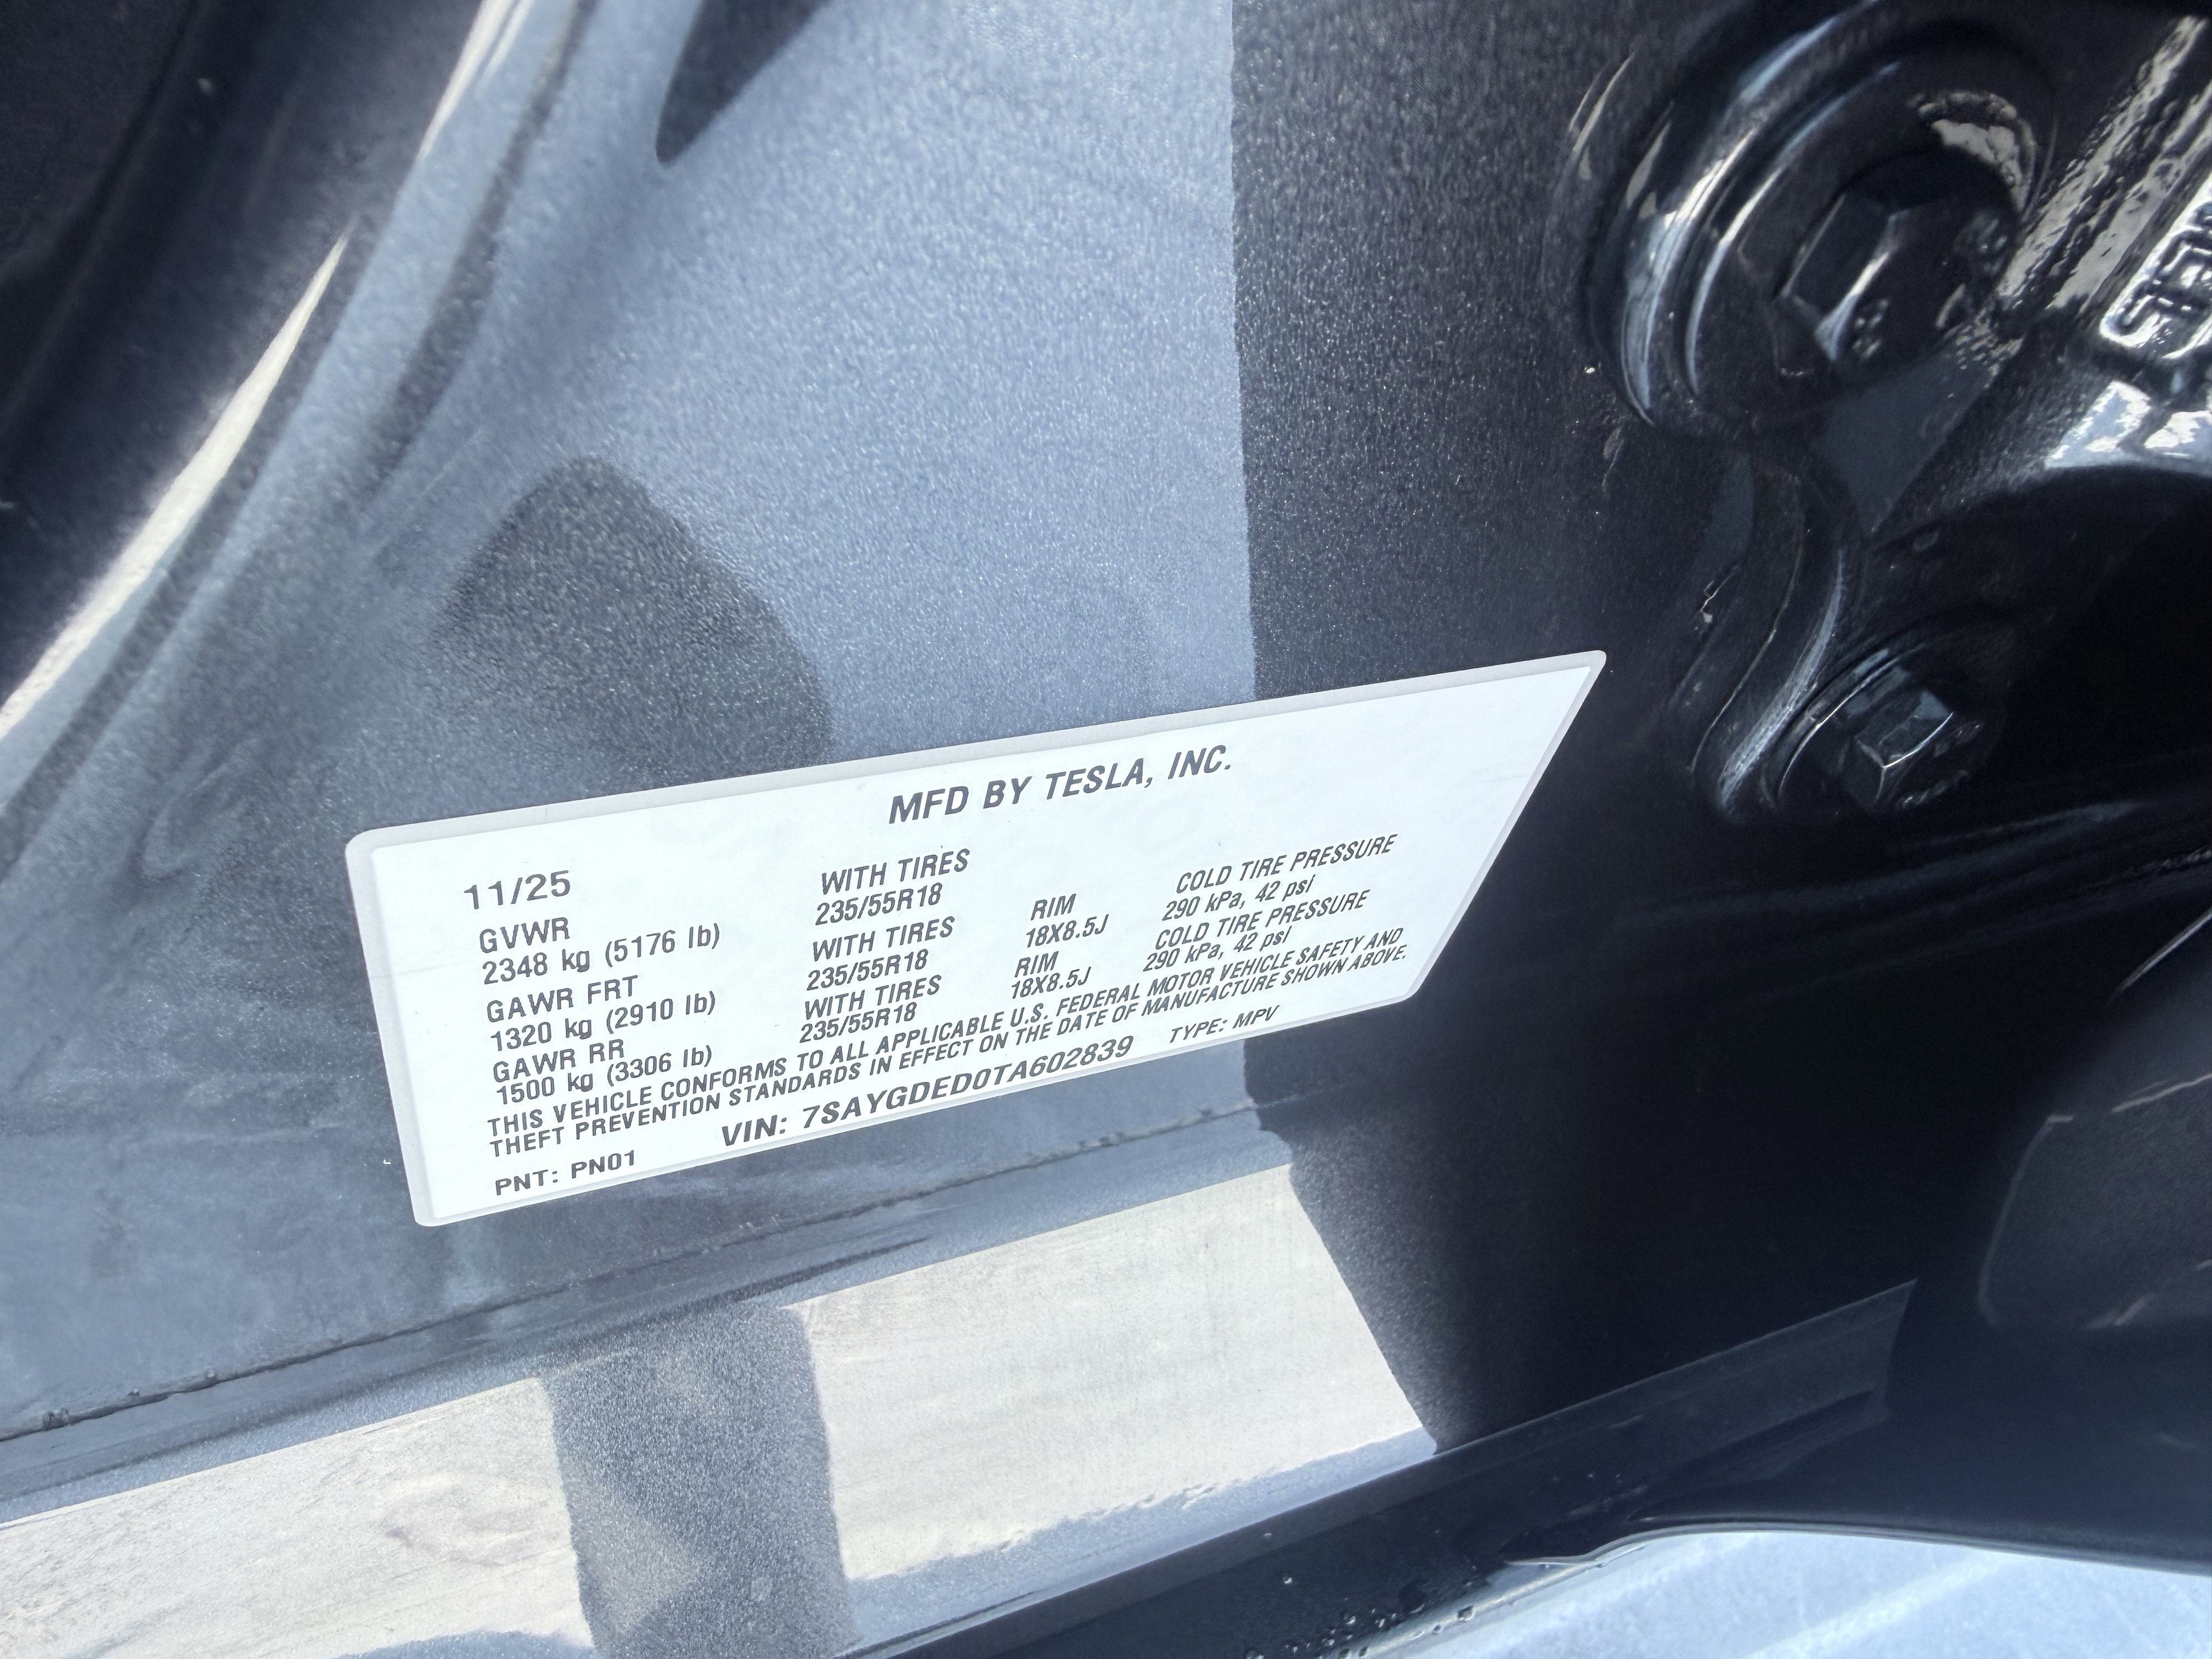 MFD BY TESLA, INC.
11/25
GVWR
2348 kg (5176 lb)
GAWR FRT
1320 kg (2910 lb)
GAWR RR
1500 kg (3306 lb)
WITH TIRES
235/55R18
WITH TIRES
235/55R18
WITH TIRES
235/55R18
RIM
18X8.5J
RIM
18X8.5J
COLD TIRE PRESSURE
290 kPa, 42 psi
COLD TIRE PRESSURE
290 kPa, 42 psi
THIS VEHICLE CONFORMS TO ALL APPLICABLE U.S. FEDERAL MOTOR VEHICLE SAFETY AND
THEFT PREVENTION STANDARDS IN EFFECT ON THE DATE OF MANUFACTURE SHOWN ABOVE.
VIN: 7SAYGDED0TA602839 TYPE: MPV
PNT: PN01